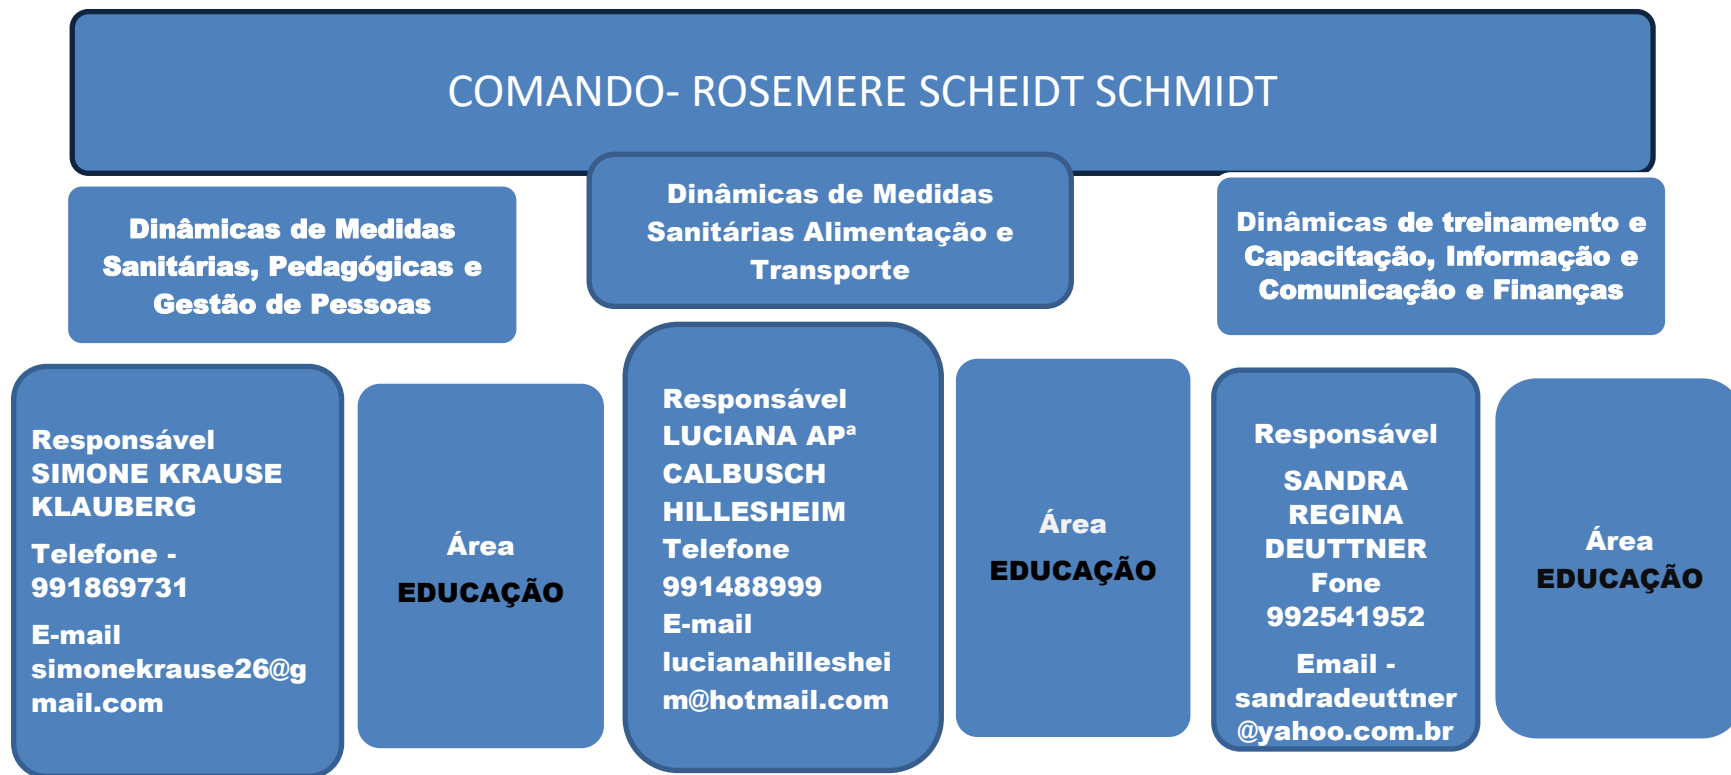 COMANDO- ROSEMERE SCHEIDT SCHMIDT
Dinâmicas de Medidas
Sanitárias, Pedagógicas e
Gestão de Pessoas
Dinâmicas de Medidas
Sanitárias Alimentação e
Transporte
Dinâmicas de treinamento e
Capacitação, Informação e
Comunicação e Finanças
Responsável
SIMONE KRAUSE
KLAUBERG
Telefone -
991869731
E-mail
simonekrause26@g
mail.com
Área
EDUCAÇÃO
Responsável
LUCIANA APª
CALBUSCH
HILLESHEIM
Telefone
991488999
E-mail
lucianahilleshei
m@hotmail.com
Área
EDUCAÇÃO
Responsável
SANDRA
REGINA
DEUTTNER
Fone
992541952
Email -
sandradeuttner
@yahoo.com.br
Área
EDUCAÇÃO